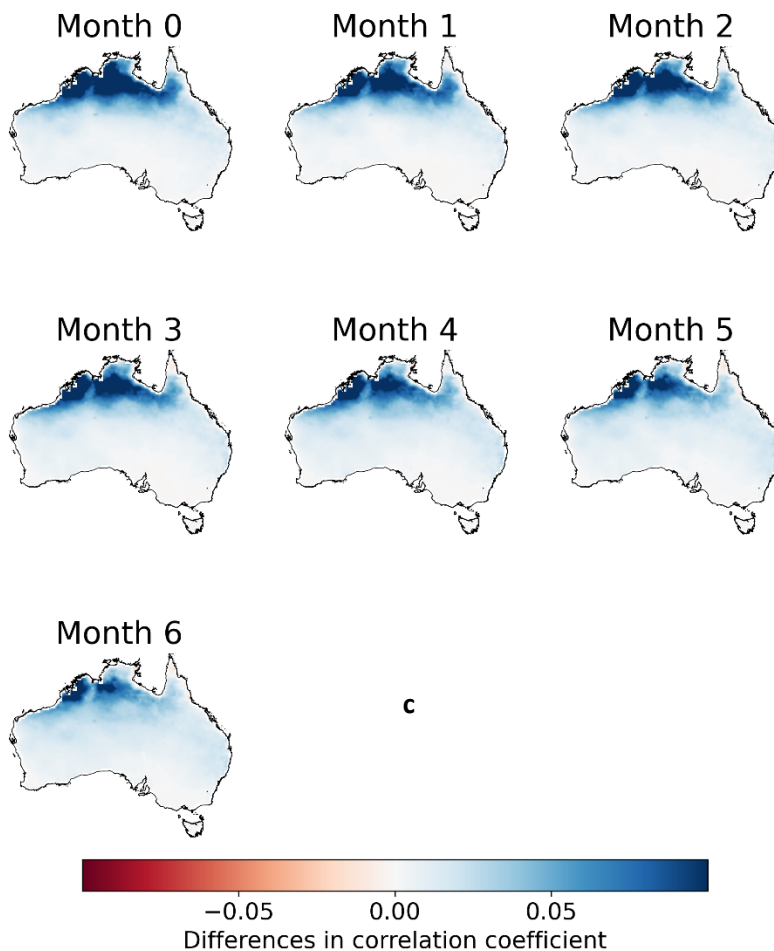 Month 0
Month 1
Month 2
Month 3
Month 4
Month 5
Month 6
c
−0.05
0.00
0.05
Differences in correlation coefficient